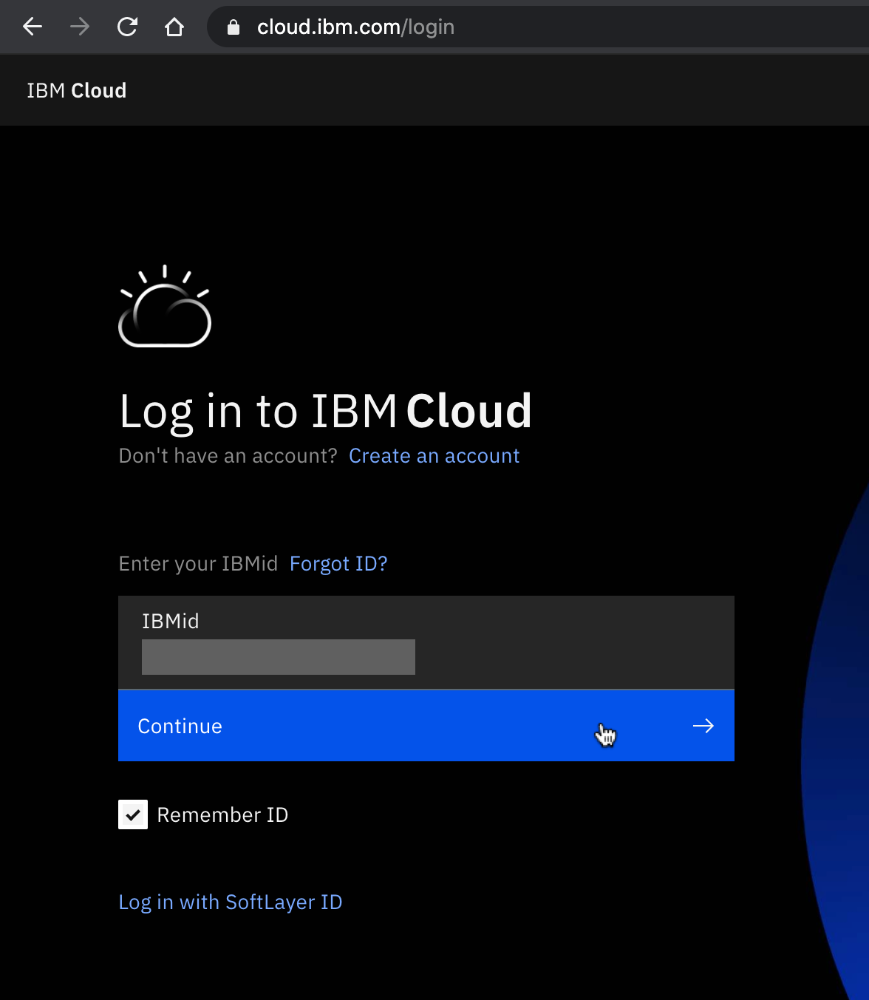 cloud.ibm.com/login
IBM Cloud
Log in to IBM Cloud
Don't have an account? Create an account
Enter your IBMid Forgot ID?
IBMid
Continue
Remember ID
Log in with SoftLayer ID